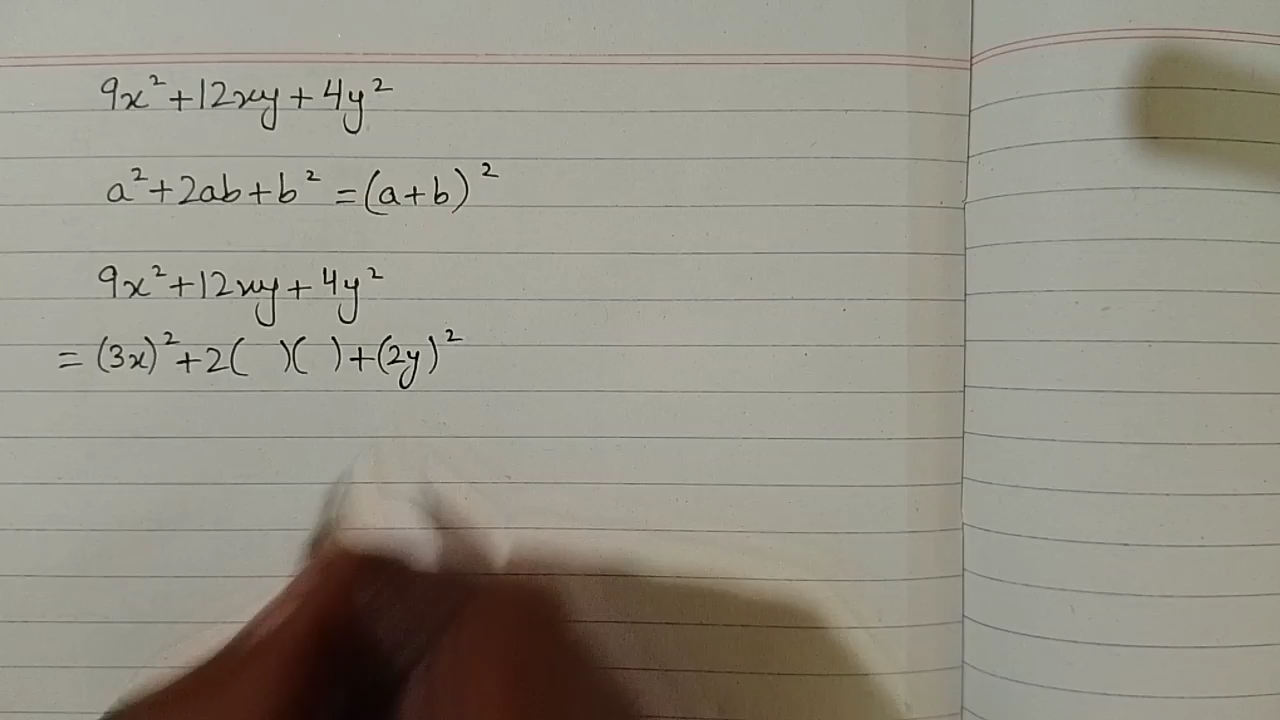 9x²+12xy+4y²
a²+2ab+b²=(a+b)²
9x²+12xy+4y²
=(3x)²+2( )( )+(2y)²